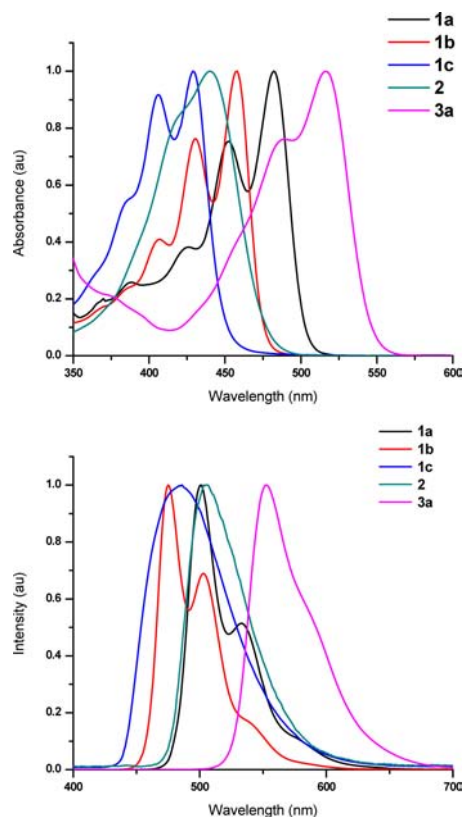 1a
1b
1c
2
3a
Absorbance (au)
1.0
0.8
0.6
0.4
0.2
0.0
350 400 450 500 550 600
Wavelength (nm)
1a
1b
1c
2
3a
Intensity (au)
1.0
0.8
0.6
0.4
0.2
0.0
400 500 600 700
Wavelength (nm)